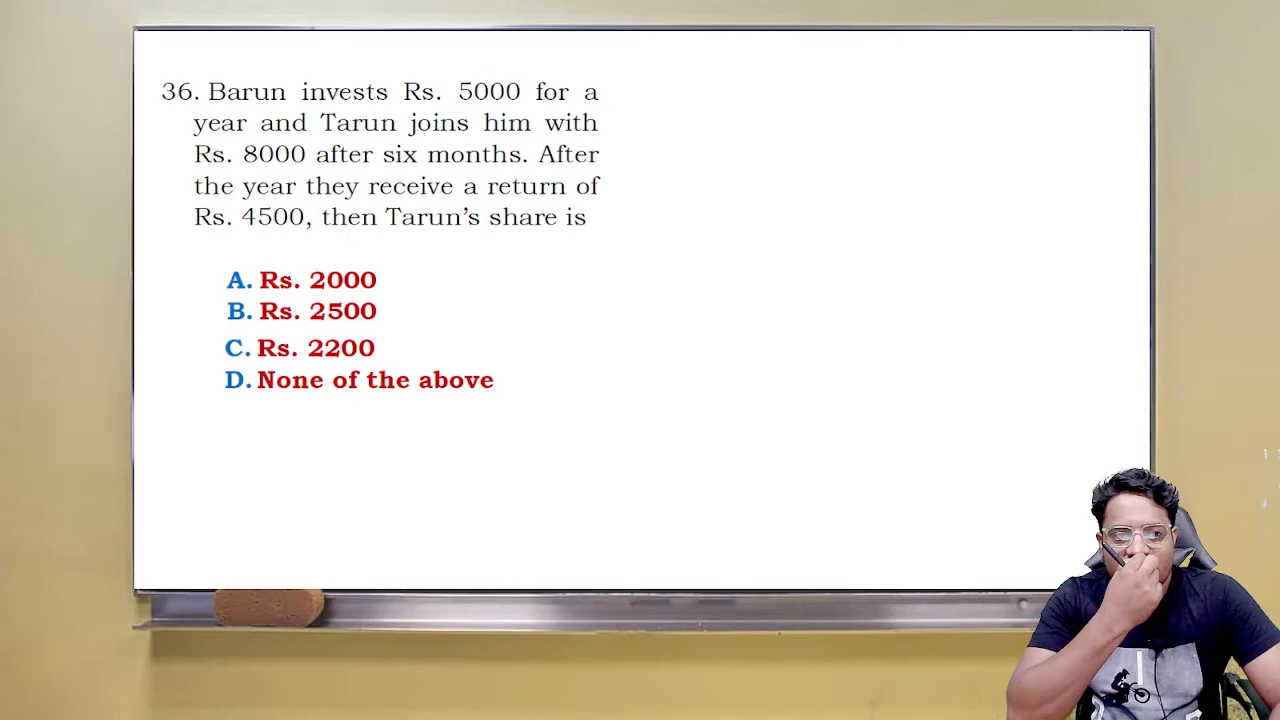 36. Barun invests Rs. 5000 for a
year and Tarun joins him with
Rs. 8000 after six months. After
the year they receive a return of
Rs. 4500, then Tarun’s share is
A. Rs. 2000
B. Rs. 2500
C. Rs. 2200
D. None of the above